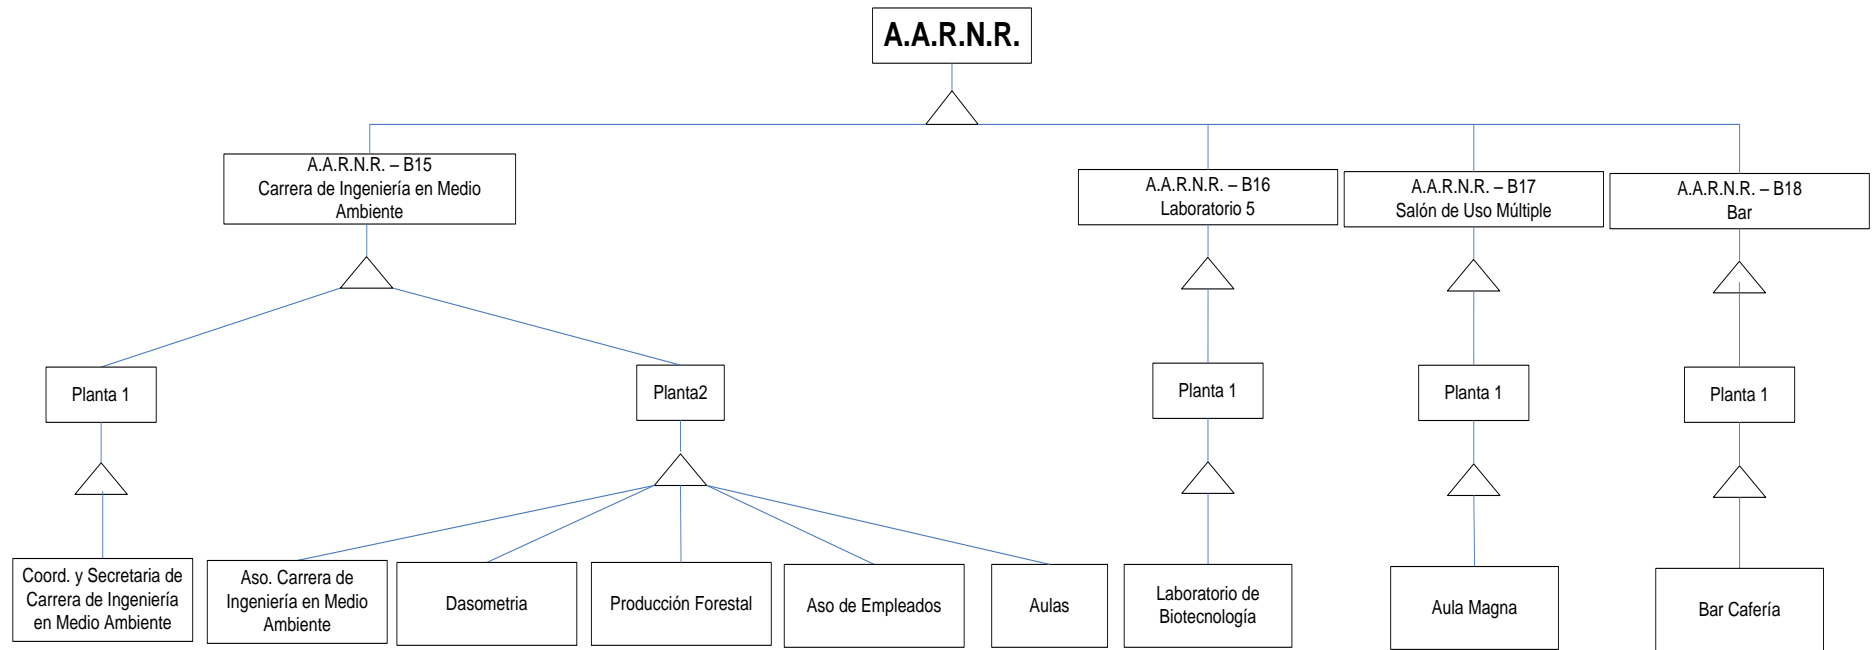 A.A.R.N.R.
A.A.R.N.R. – B15
Carrera de Ingeniería en Medio
Ambiente
A.A.R.N.R. – B16
Laboratorio 5
A.A.R.N.R. – B17
Salón de Uso Múltiple
A.A.R.N.R. – B18
Bar
Planta 1
Planta2
Planta 1
Planta 1
Planta 1
Coord. y Secretaria de
Carrera de Ingeniería
en Medio Ambiente
Aso. Carrera de
Ingeniería en Medio
Ambiente
Dasometria
Producción Forestal
Aso de Empleados
Aulas
Laboratorio de
Biotecnología
Aula Magna
Bar Cafería